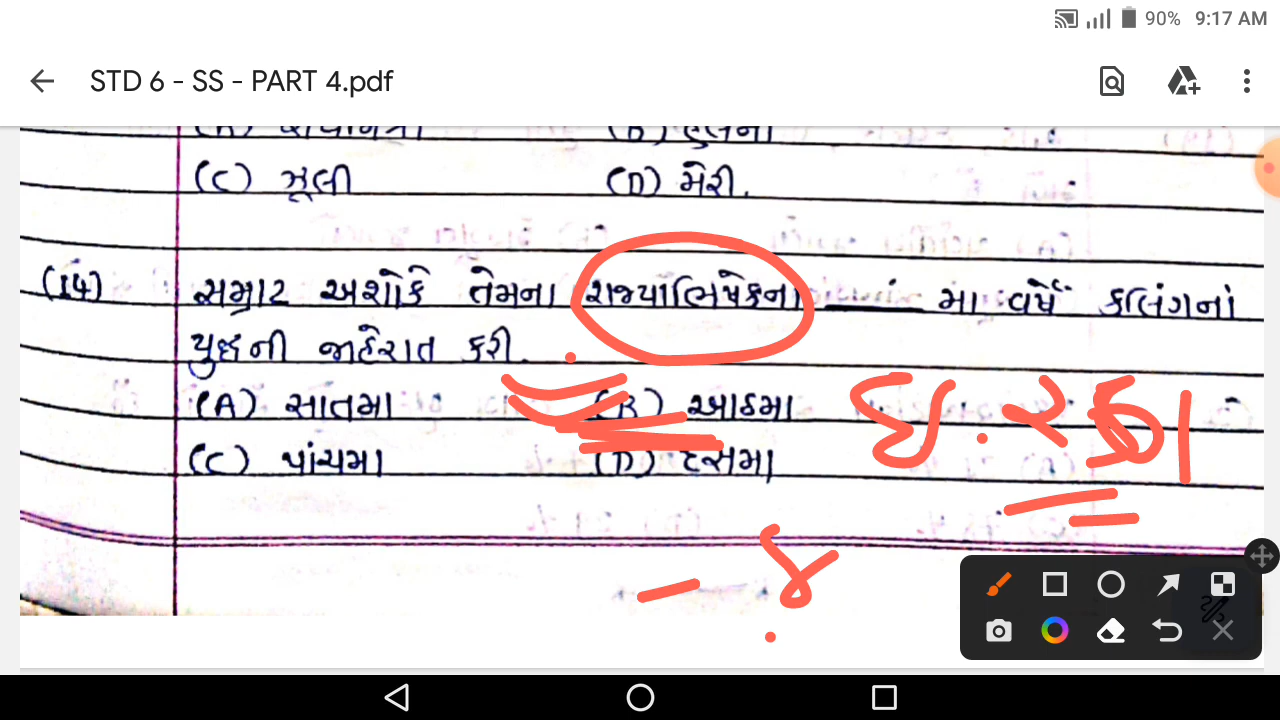 90% 9:17 AM
STD 6 - SS - PART 4.pdf
(C) મૂલી (D) મેરી.
(14) સમ્રાટ અશોકે તેમના રાજ્યાભિષેકના ______ મા વર્ષે કલિંગનાં
યુદ્ધની જાહેરાત કરી.
(A) સાતમા (B) આઠમા
(C) પાંચમા (D) દસમા